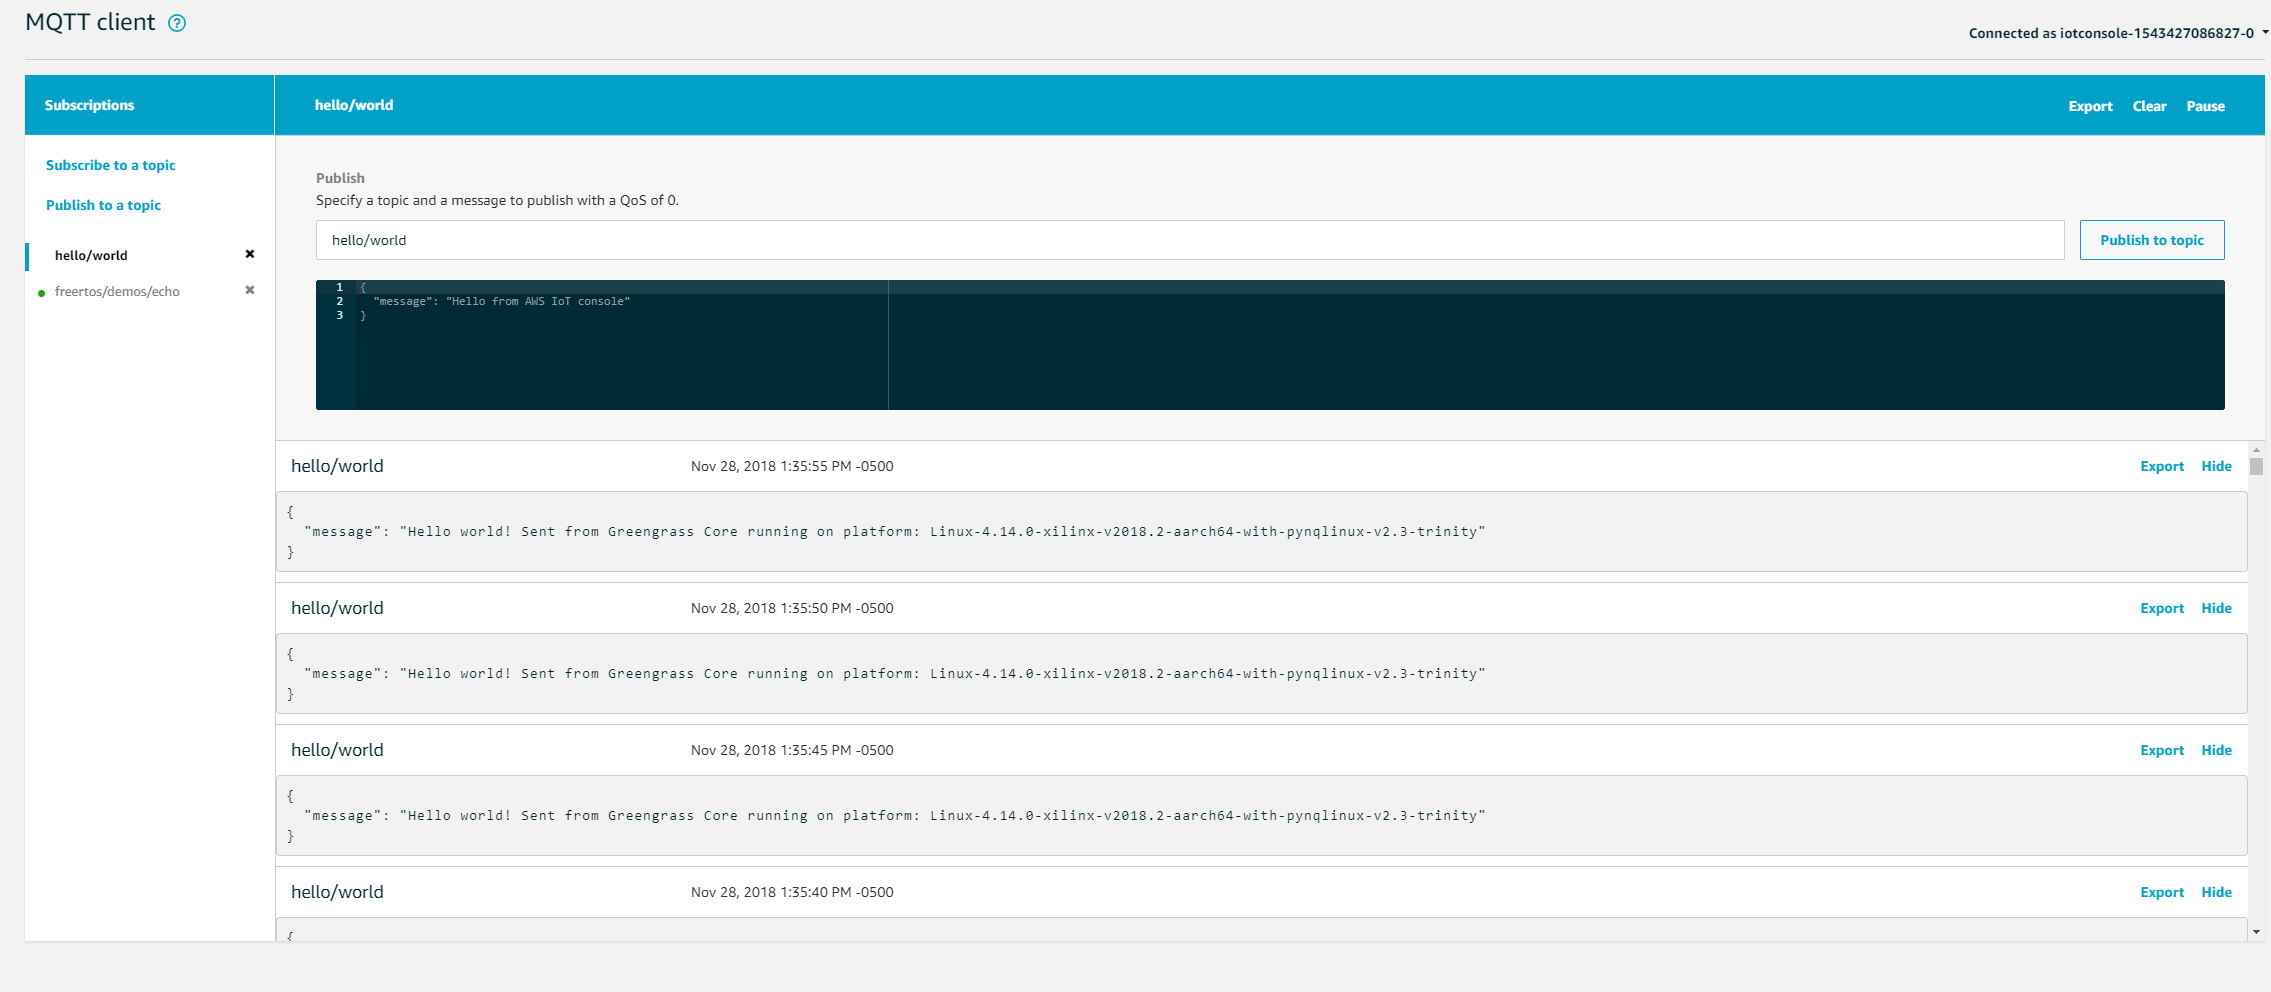 MQTT client ?
Connected as iotconsole-1543427086827-0
Subscriptions
hello/world
Export Clear Pause
Subscribe to a topic
Publish to a topic
hello/world
freertos/demos/echo
Publish
Specify a topic and a message to publish with a QoS of 0.
hello/world
Publish to topic
1 {
2 "message": "Hello from AWS IoT console"
3 }
hello/world Nov 28, 2018 1:35:55 PM -0500 Export Hide
{
"message": "Hello world! Sent from Greengrass Core running on platform: Linux-4.14.0-xilinx-v2018.2-aarch64-with-pynqlinux-v2.3-trinity"
}
hello/world Nov 28, 2018 1:35:50 PM -0500 Export Hide
{
"message": "Hello world! Sent from Greengrass Core running on platform: Linux-4.14.0-xilinx-v2018.2-aarch64-with-pynqlinux-v2.3-trinity"
}
hello/world Nov 28, 2018 1:35:45 PM -0500 Export Hide
{
"message": "Hello world! Sent from Greengrass Core running on platform: Linux-4.14.0-xilinx-v2018.2-aarch64-with-pynqlinux-v2.3-trinity"
}
hello/world Nov 28, 2018 1:35:40 PM -0500 Export Hide
{